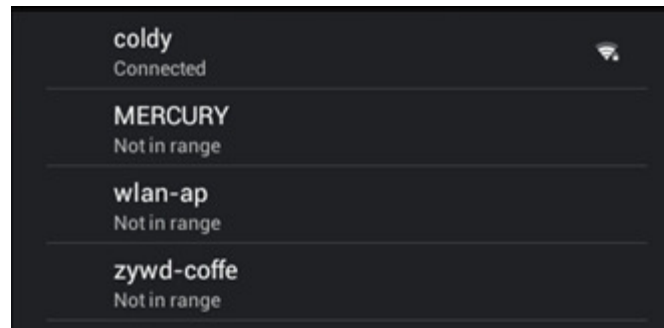 coldy
Connected
MERCURY
Not in range
wlan-ap
Not in range
zywd-coffe
Not in range